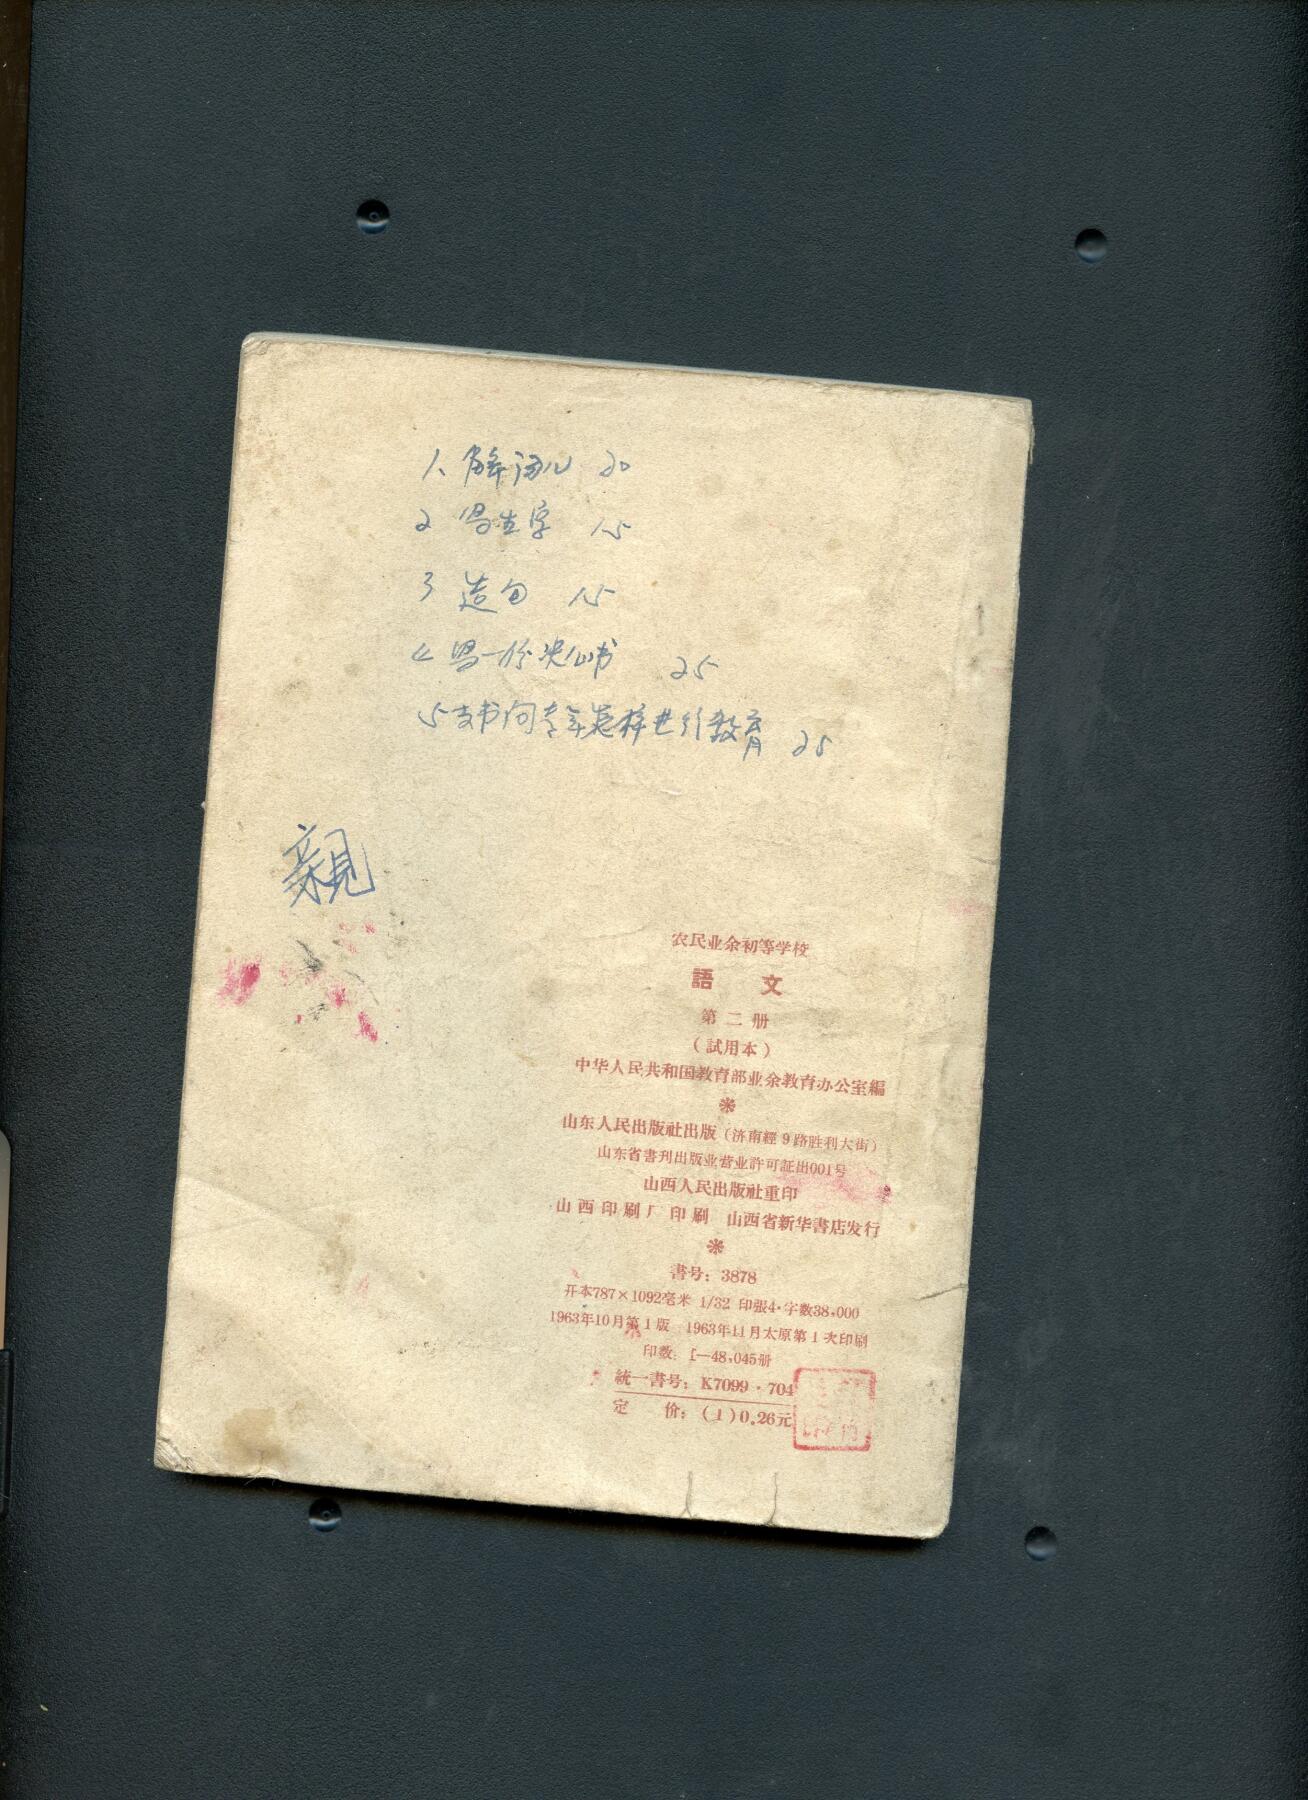 1、解词 20
2 写生字 15
3 造句 15
4 写一份决心书 25
5 支书向青年怎样进行教育 25
親
农民业余初等学校
語 文
第二册
(試用本)
中华人民共和国教育部业余教育办公室編
山东人民出版社出版 (济南經9路胜利大街)
山东省書刊出版业营业許可証出001号
山西人民出版社重印
山西印刷厂印刷 山西省新华書店发行
書号: 3878
开本787×1092毫米 1/32 印張4·字数38,000
1963年10月第1版 1963年11月太原第1次印刷
印数: 1—48,045册
統一書号: K7099·704
定 价: (1)0.26元